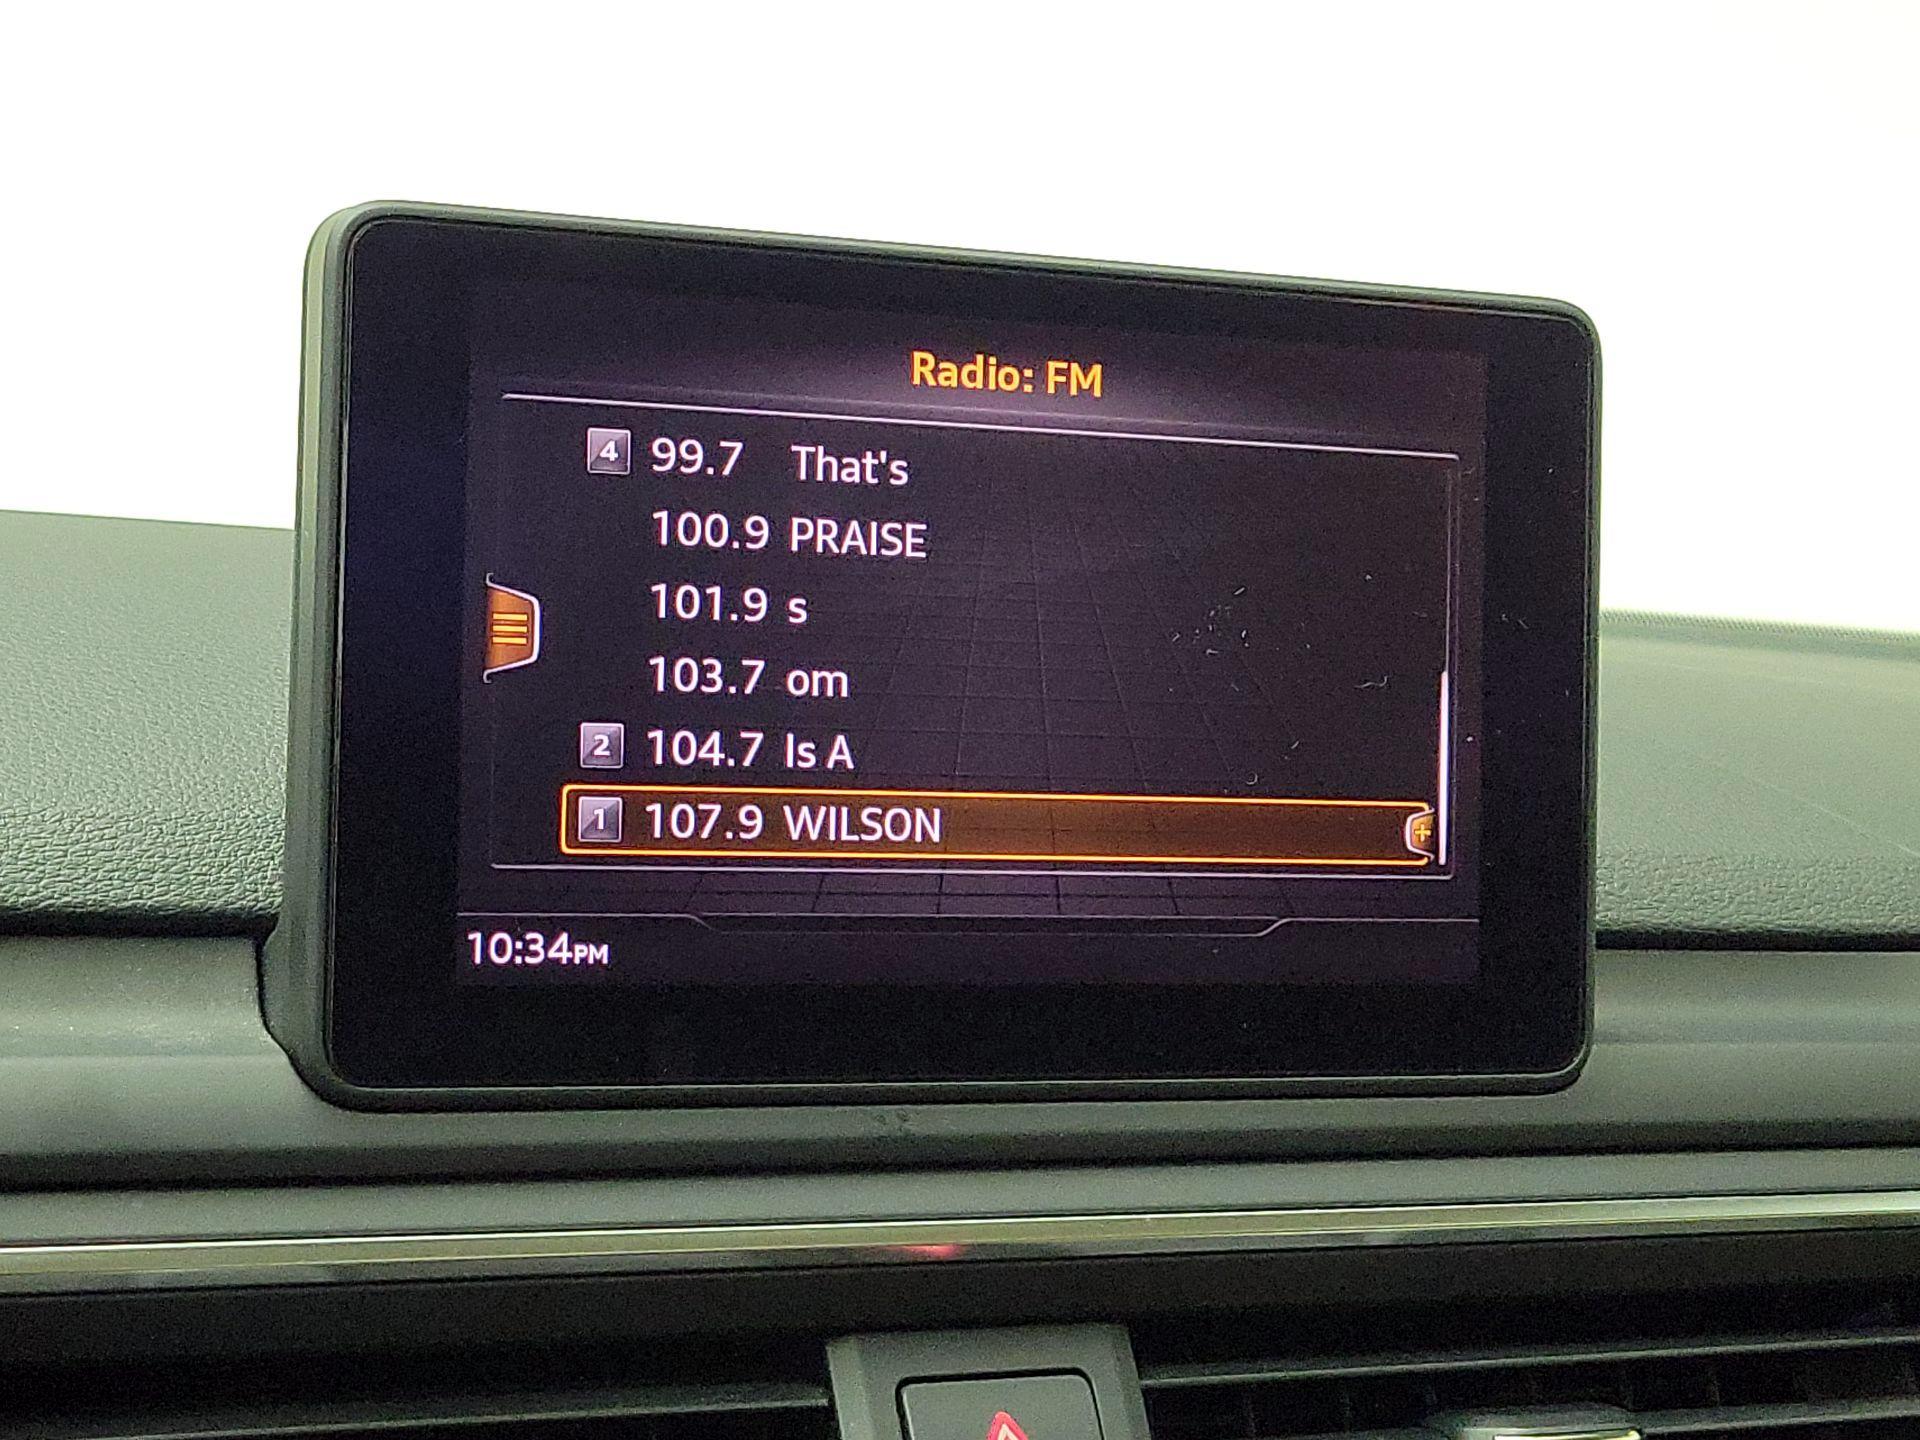 Radio: FM
4 99.7 That's
100.9 PRAISE
101.9 s
103.7 om
2 104.7 Is A
1 107.9 WILSON +
10:34PM